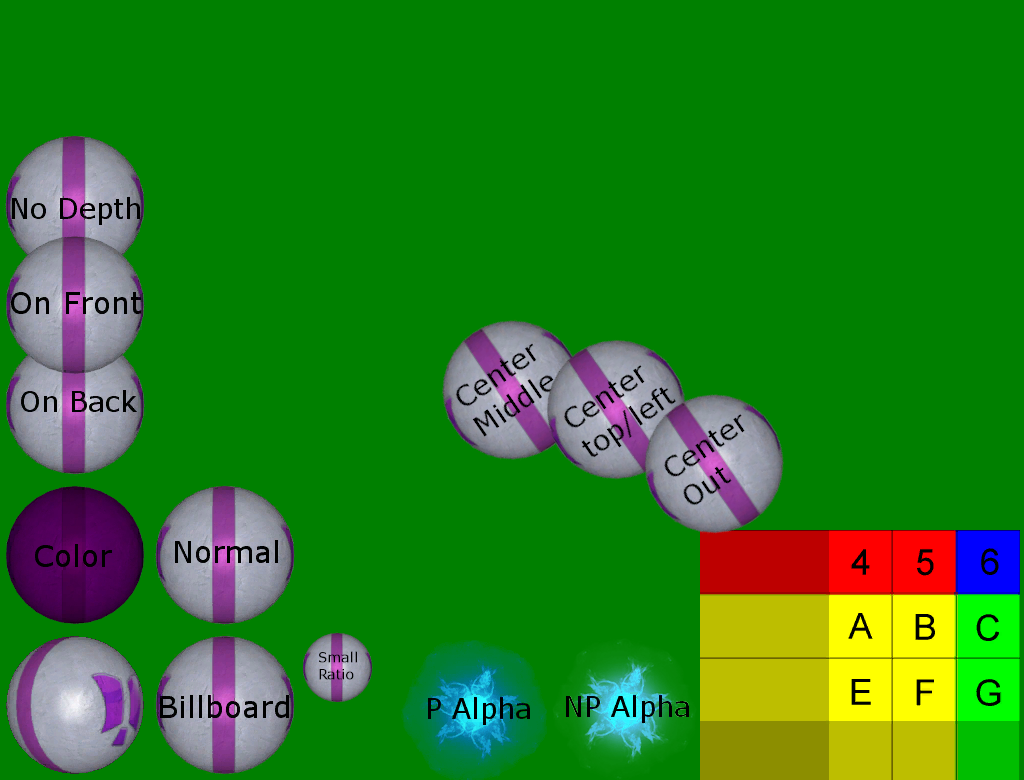 No Depth
On Front
On Back
Center
Middle
Center
top/left
Center
Out
Color
Normal
4 5 6
A B C
E F G
Small
Ratio
Billboard
P Alpha
NP Alpha